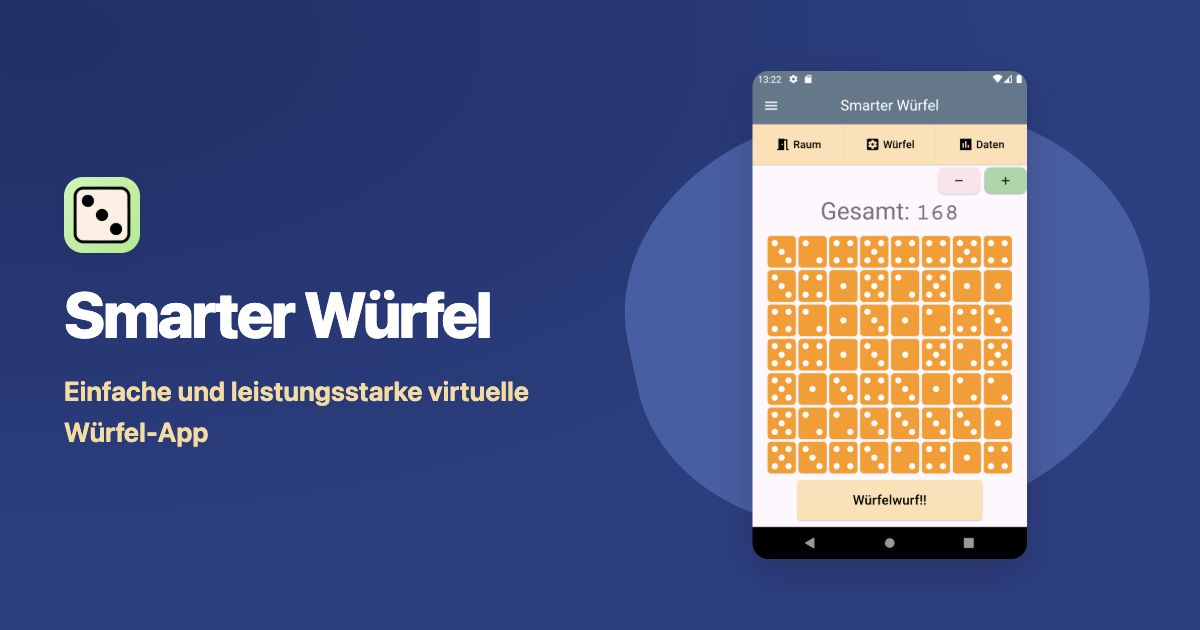 Smarter Würfel
Einfache und leistungsstarke virtuelle
Würfel-App
13:22
Smarter Würfel
Raum
Würfel
Daten
− +
Gesamt: 168
Würfelwurf!!